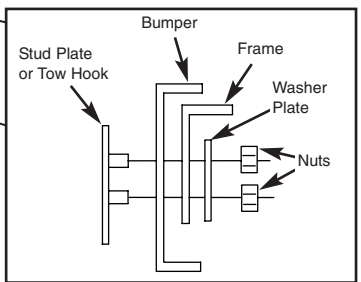 Bumper
Stud Plate
or Tow Hook
Frame
Washer
Plate
Nuts